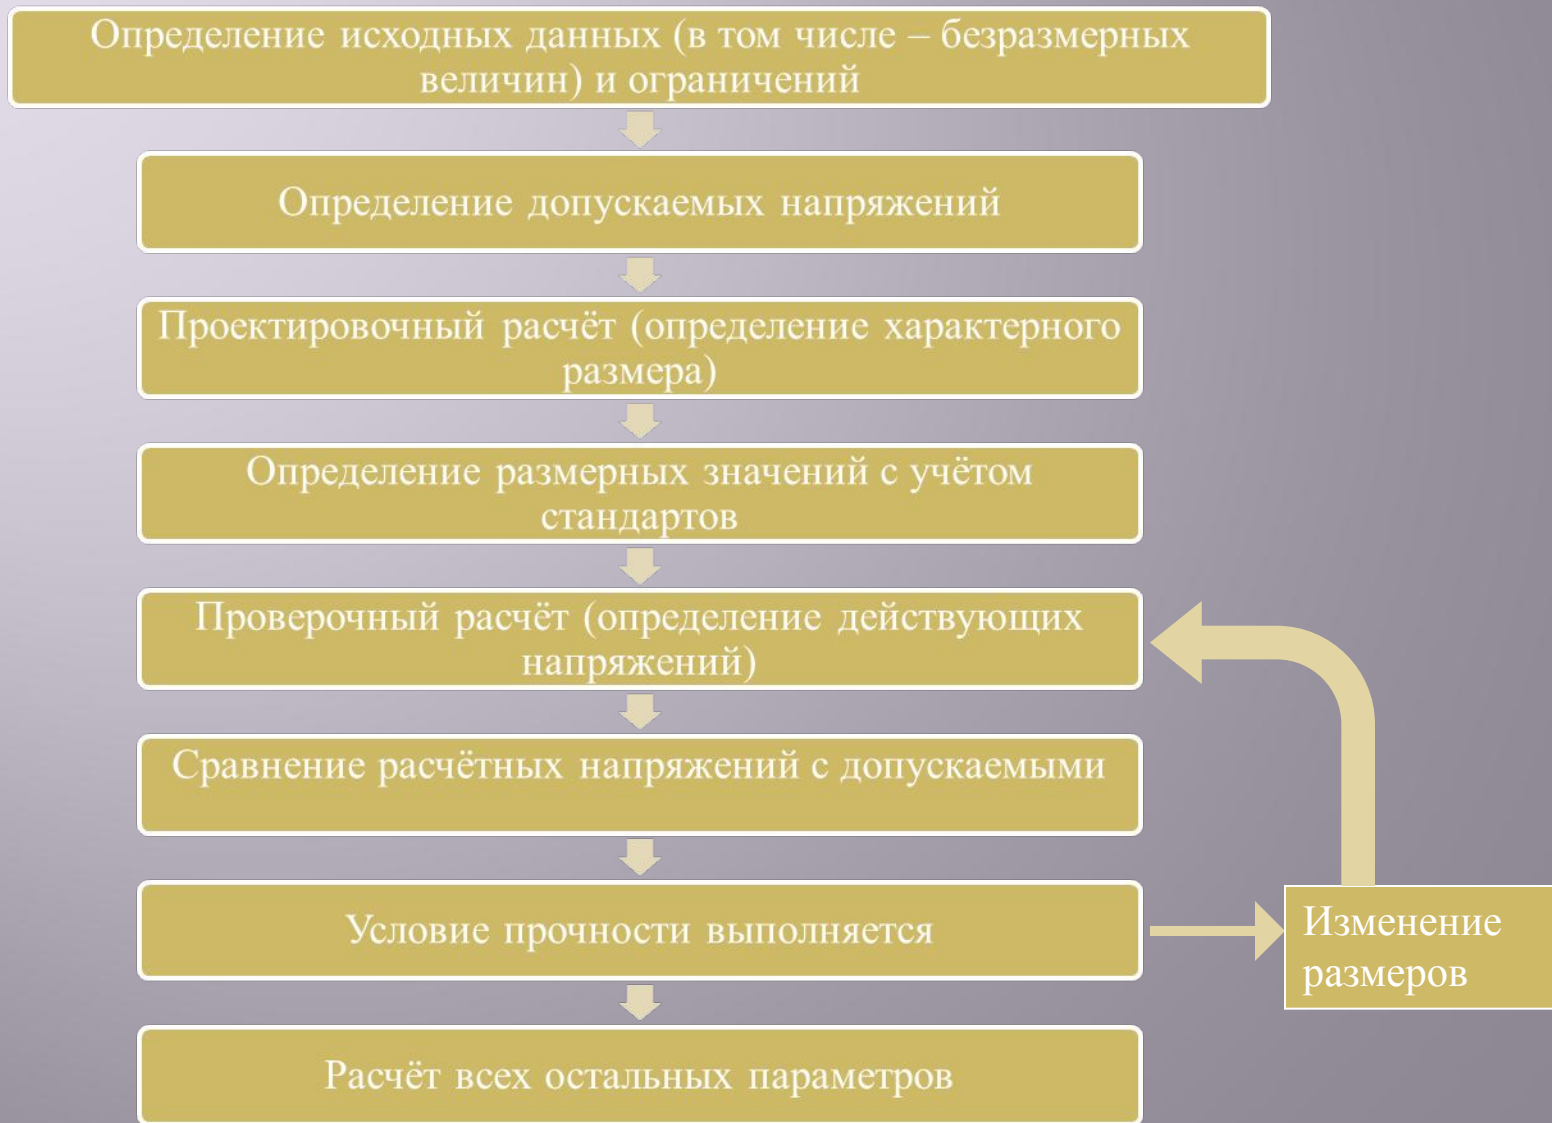 Определение исходных данных (в том числе – безразмерных
величин) и ограничений
Определение допускаемых напряжений
Проектировочный расчёт (определение характерного
размера)
Определение размерных значений с учётом
стандартов
Проверочный расчёт (определение действующих
напряжений)
Сравнение расчётных напряжений с допускаемыми
Условие прочности выполняется
Изменение
размеров
Расчёт всех остальных параметров